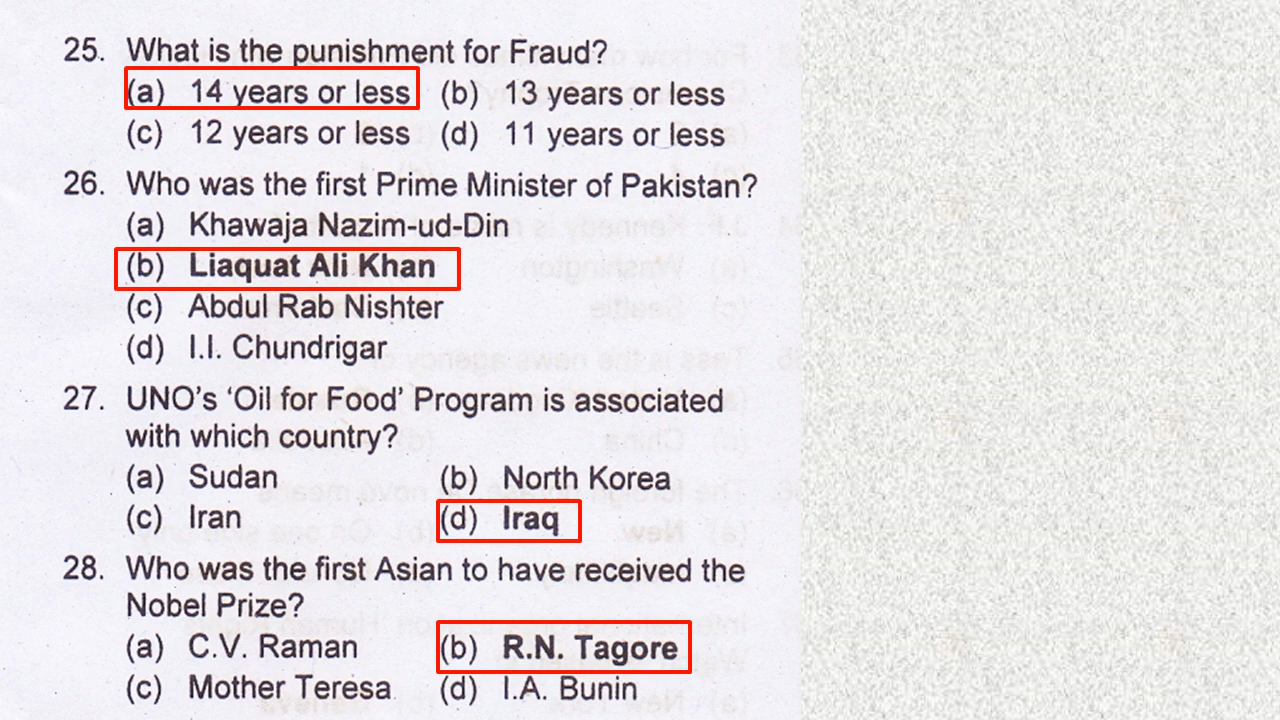 25. What is the punishment for Fraud?
(a) 14 years or less (b) 13 years or less
(c) 12 years or less (d) 11 years or less
26. Who was the first Prime Minister of Pakistan?
(a) Khawaja Nazim-ud-Din
(b) Liaquat Ali Khan
(c) Abdul Rab Nishter
(d) I.I. Chundrigar
27. UNO's 'Oil for Food' Program is associated
with which country?
(a) Sudan (b) North Korea
(c) Iran (d) Iraq
28. Who was the first Asian to have received the
Nobel Prize?
(a) C.V. Raman (b) R.N. Tagore
(c) Mother Teresa (d) I.A. Bunin